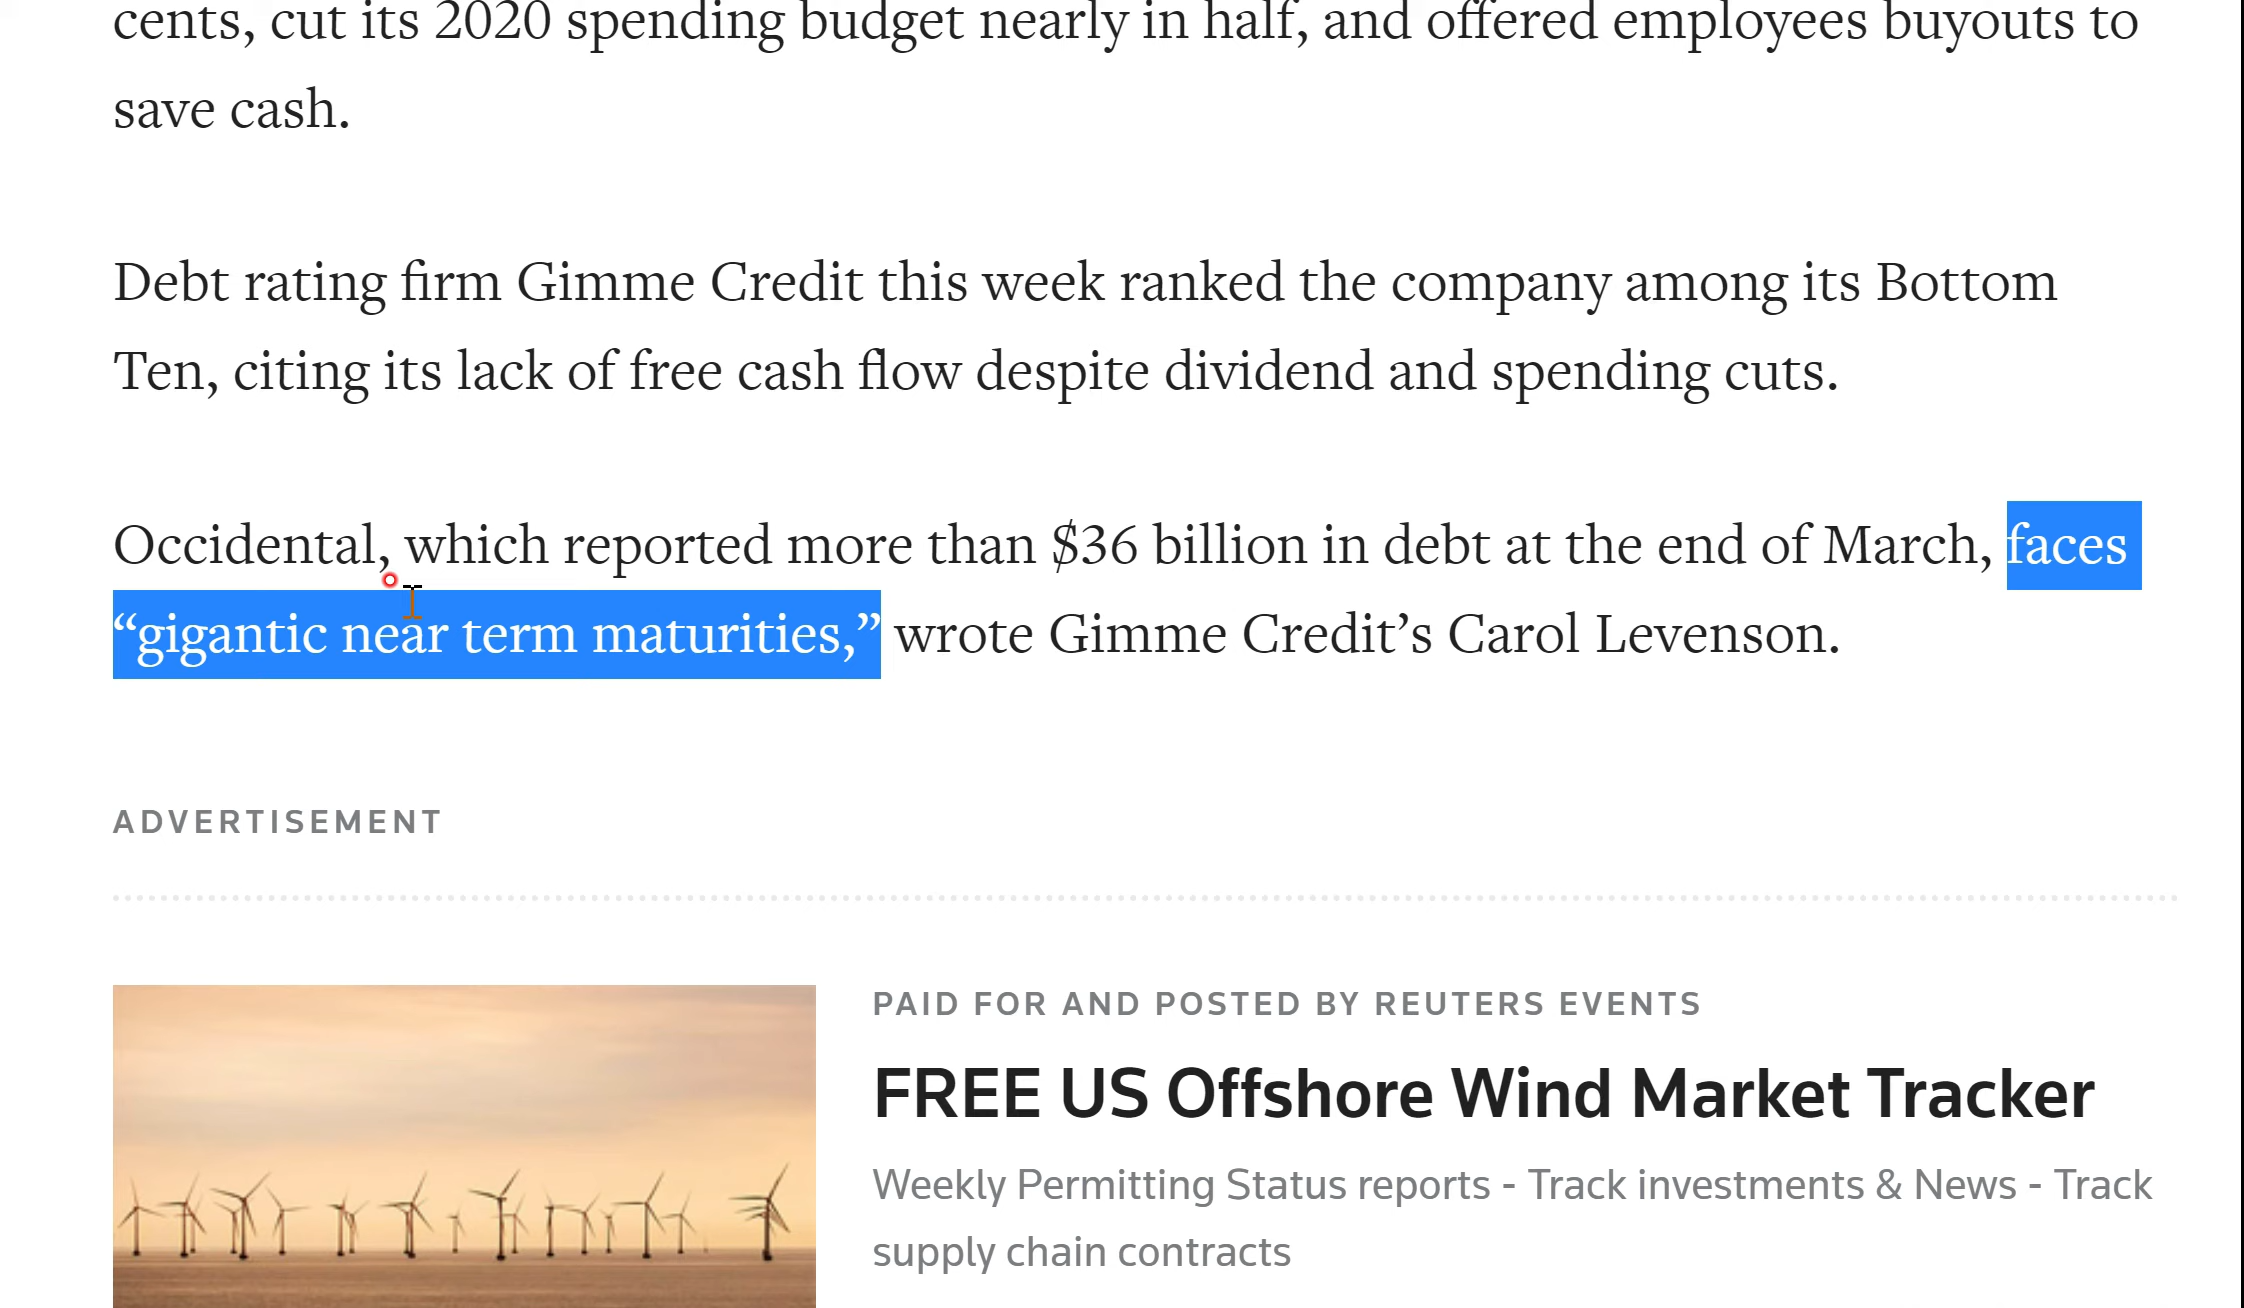 cents, cut its 2020 spending budget nearly in half, and offered employees buyouts to
save cash.
Debt rating firm Gimme Credit this week ranked the company among its Bottom
Ten, citing its lack of free cash flow despite dividend and spending cuts.
Occidental, which reported more than $36 billion in debt at the end of March, faces
“gigantic near term maturities,” wrote Gimme Credit’s Carol Levenson.
ADVERTISEMENT
PAID FOR AND POSTED BY REUTERS EVENTS
FREE US Offshore Wind Market Tracker
Weekly Permitting Status reports - Track investments & News - Track
supply chain contracts